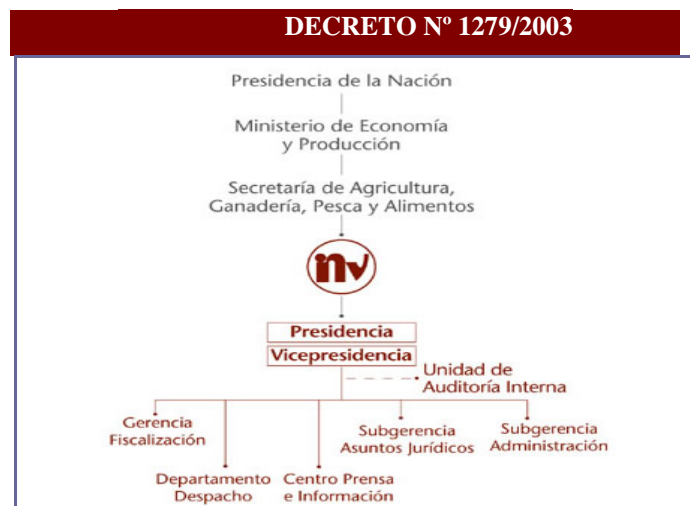 DECRETO Nº 1279/2003
Presidencia de la Nación
Ministerio de Economía
y Producción
Secretaría de Agricultura,
Ganadería, Pesca y Alimentos
inv
Presidencia
Vicepresidencia
Unidad de
Auditoría Interna
Gerencia
Fiscalización
Departamento
Despacho
Centro Prensa
e Información
Subgerencia
Asuntos Jurídicos
Subgerencia
Administración